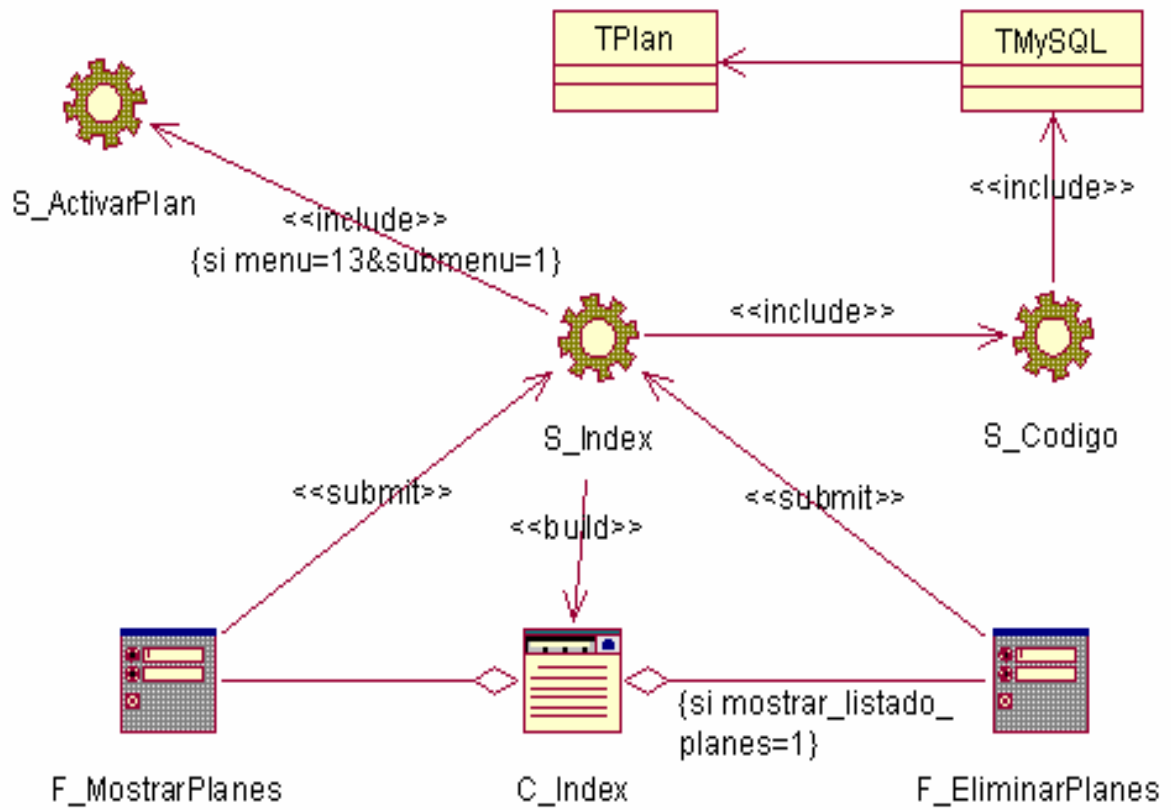 TPlan
TMySQL
S_ActivarPlan
<<include>>
{si menu=13&submenu=1}
<<include>>
<<include>>
S_Index
S_Codigo
<<submit>>
<<submit>>
<<build>>
{si mostrar_listado_
planes=1}
F_MostrarPlanes
C_Index
F_EliminarPlanes